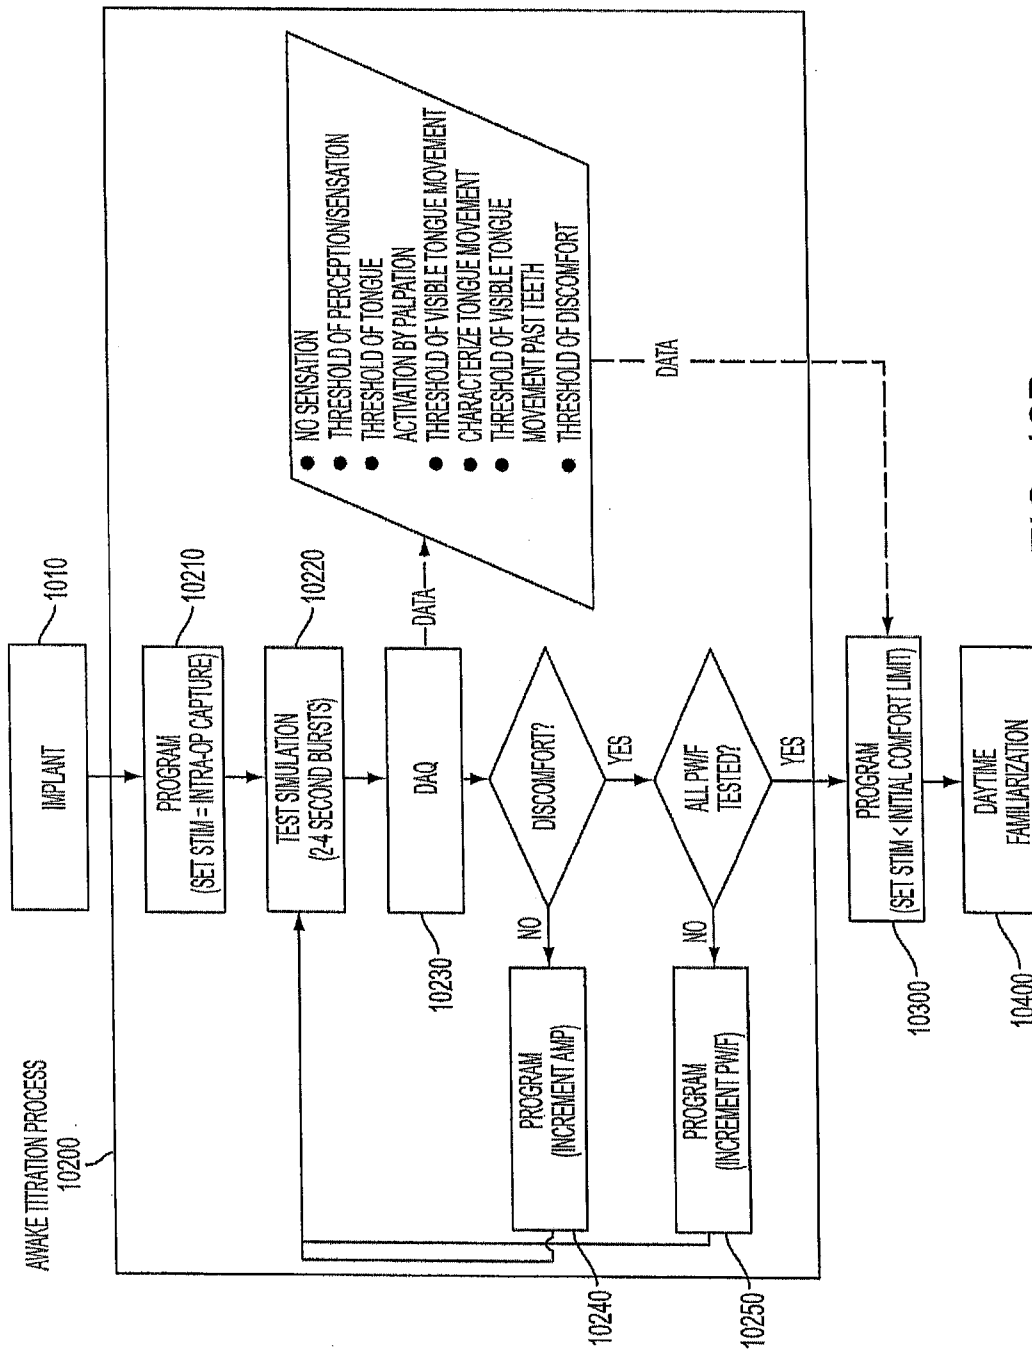 AWAKE TITRATION PROCESS
10200
IMPLANT
1010
PROGRAM
(SET STIM = INTRA-OP CAPTURE)
10210
TEST SIMULATION
(2-4 SECOND BURSTS)
10220
DAQ
10230
DATA
● NO SENSATION
● THRESHOLD OF PERCEPTION/SENSATION
● THRESHOLD OF TONGUE
ACTIVATION BY PALPATION
● THRESHOLD OF VISIBLE TONGUE MOVEMENT
● CHARACTERIZE TONGUE MOVEMENT
● THRESHOLD OF VISIBLE TONGUE
MOVEMENT PAST TEETH
● THRESHOLD OF DISCOMFORT
DISCOMFORT?
NO
YES
PROGRAM
(INCREMENT AMP)
10240
ALL PW/F
TESTED?
NO
YES
PROGRAM
(INCREMENT PW/F)
10250
DATA
PROGRAM
(SET STIM < INITIAL COMFORT LIMIT)
10300
DAYTIME
FAMILIARIZATION
10400